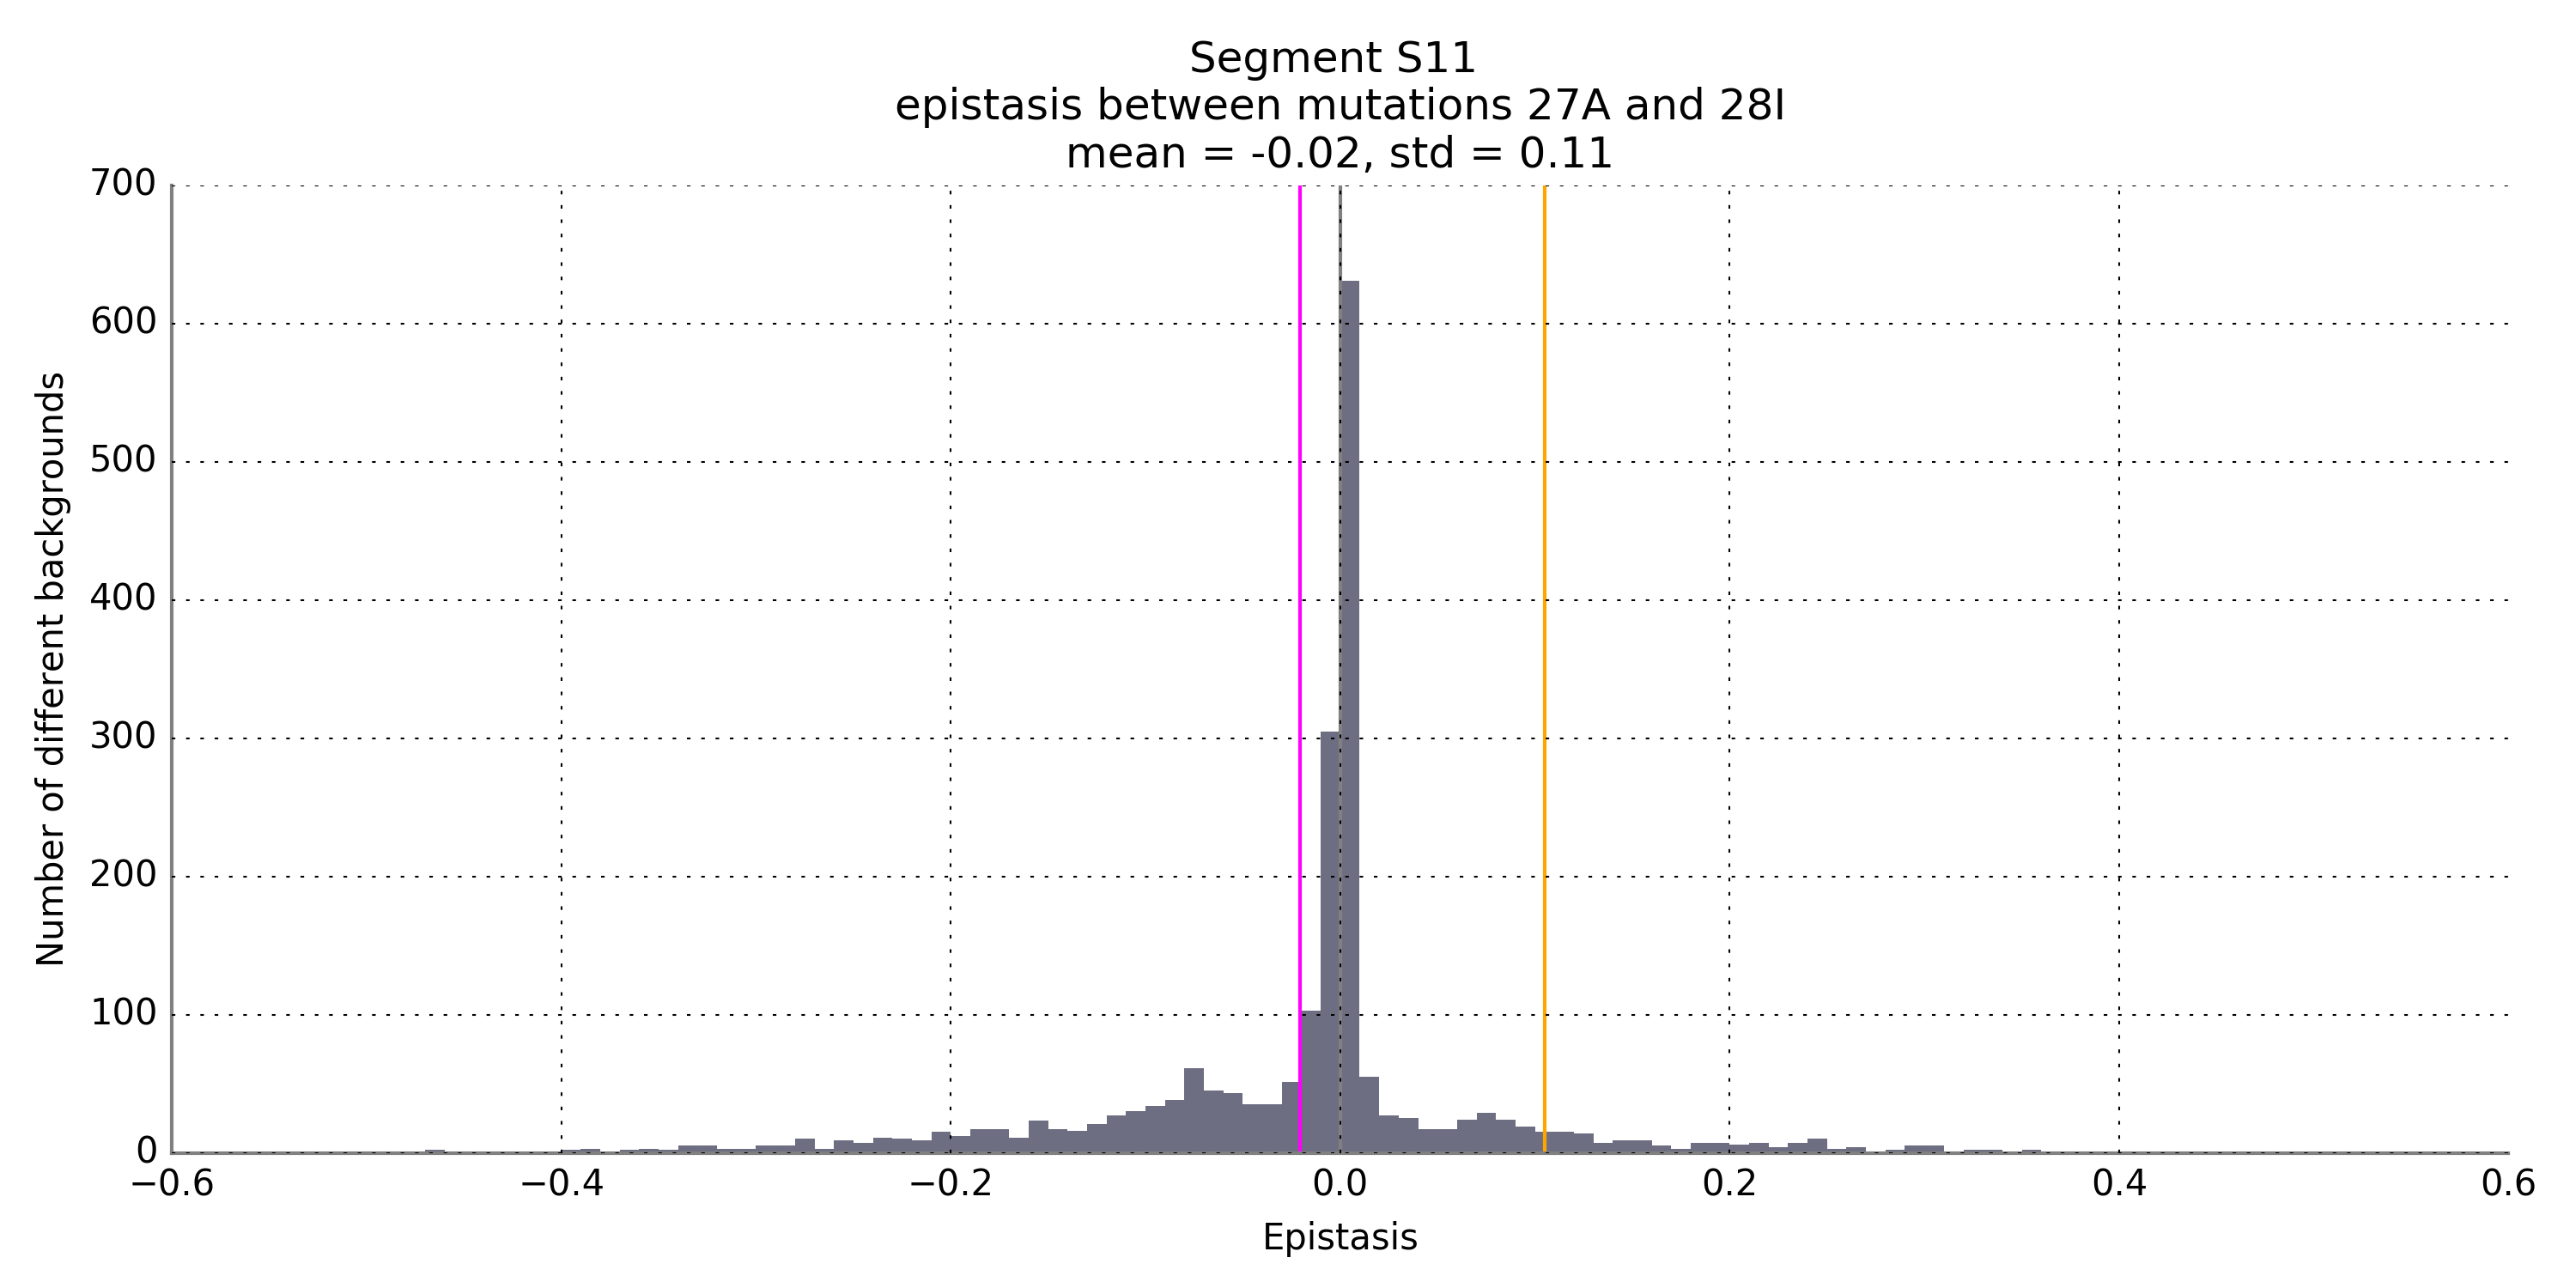 Segment S11
epistasis between mutations 27A and 28I
mean = -0.02, std = 0.11
Number of different backgrounds
700
600
500
400
300
200
100
0
−0.6 −0.4 −0.2 0.0 0.2 0.4 0.6
Epistasis